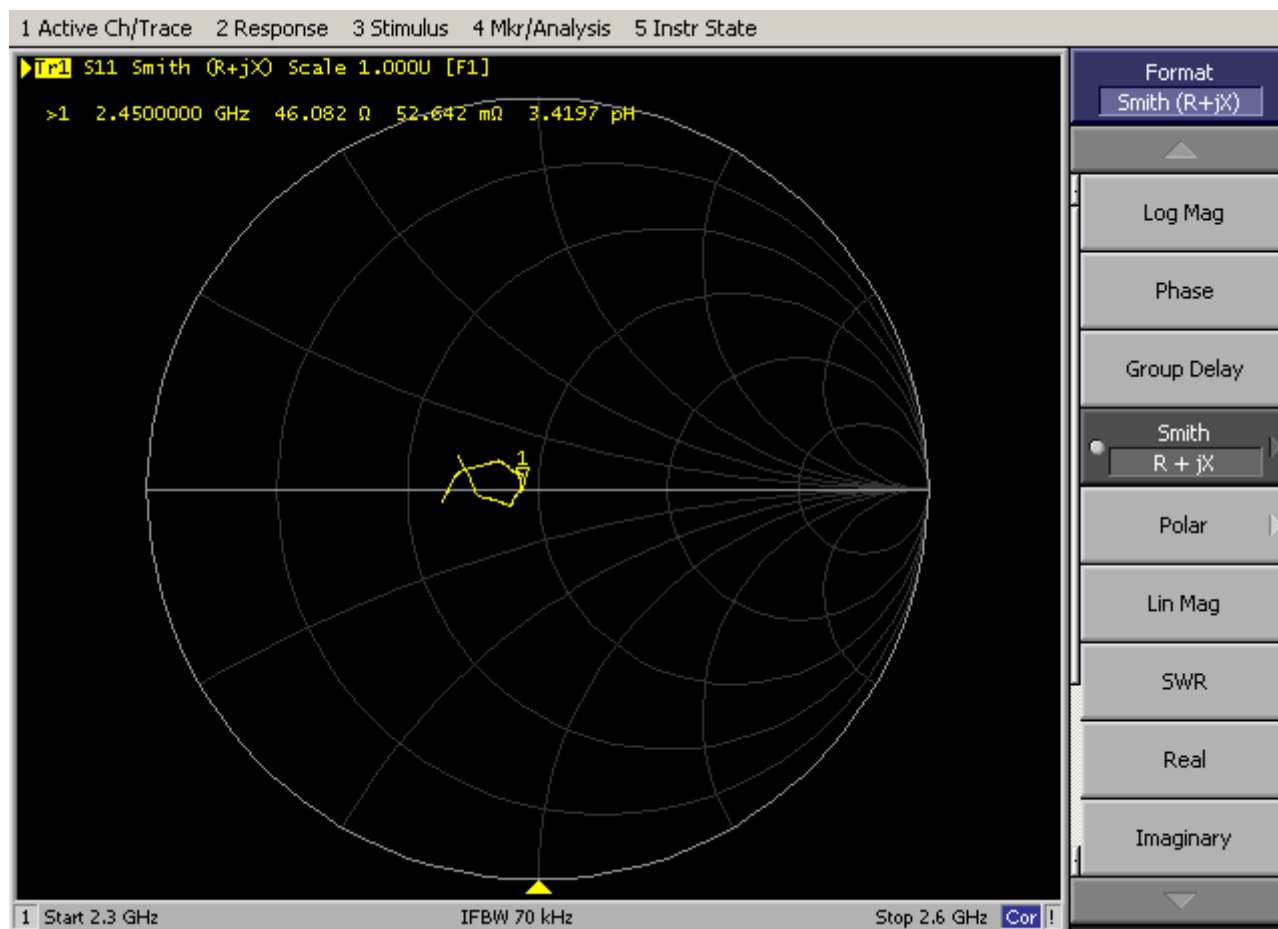 1 Active Ch/Trace 2 Response 3 Stimulus 4 Mkr/Analysis 5 Instr State
Tr1 S11 Smith (R+jX) Scale 1.000U [F1]
>1 2.4500000 GHz 46.082 Ω 52.642 mΩ 3.4197 pH
1
Format
Smith (R+jX)
Log Mag
Phase
Group Delay
Smith
R + jX
Polar
Lin Mag
SWR
Real
Imaginary
1 Start 2.3 GHz IFBW 70 kHz Stop 2.6 GHz Cor !